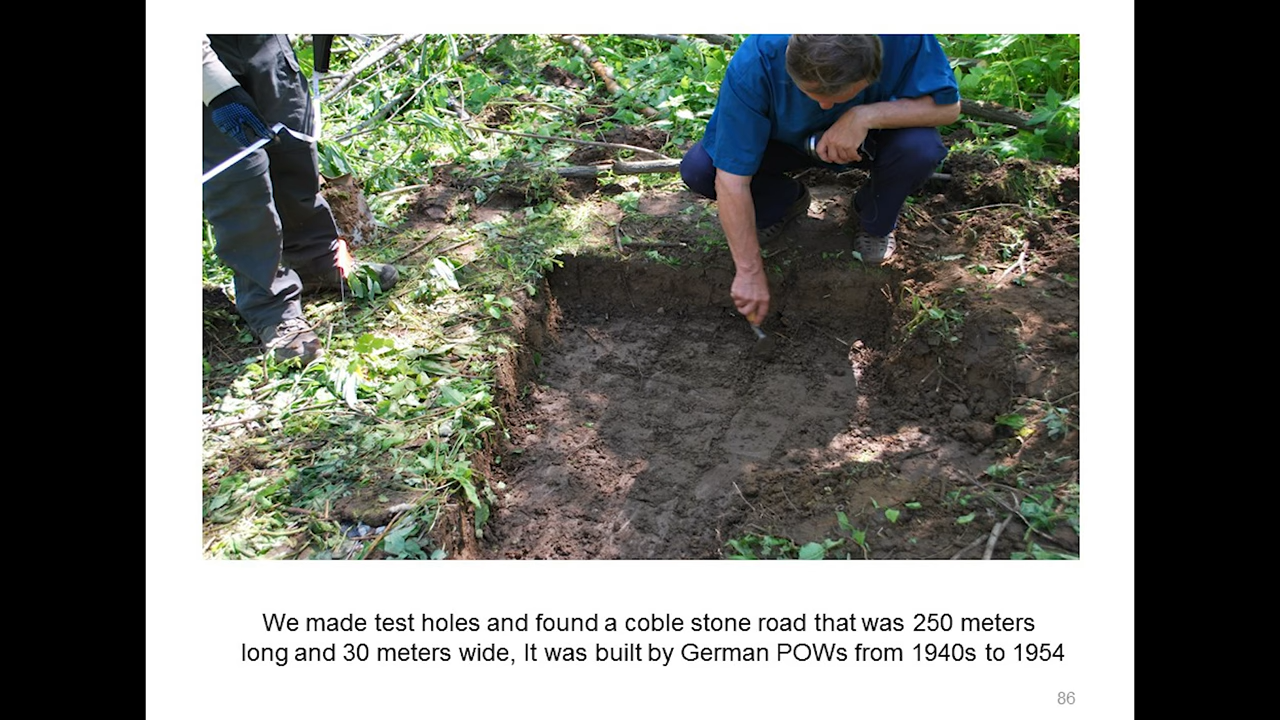 We made test holes and found a coble stone road that was 250 meters
long and 30 meters wide, It was built by German POWs from 1940s to 1954
86